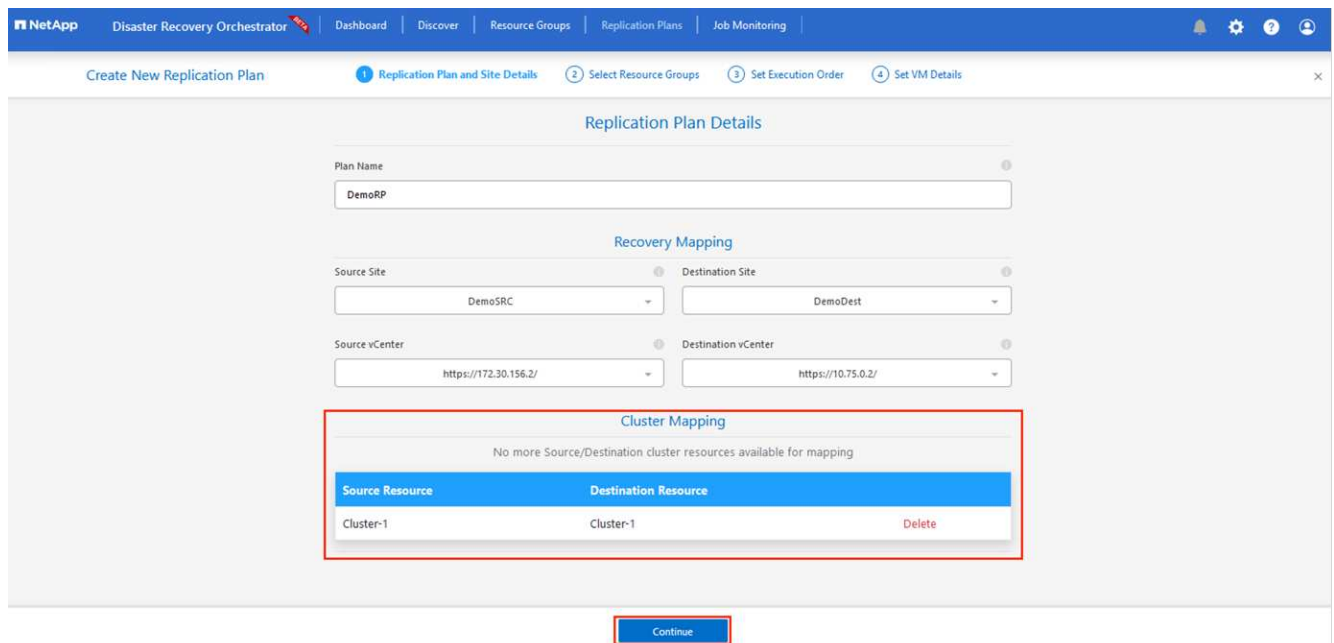 NetApp Disaster Recovery Orchestrator BETA Dashboard Discover Resource Groups Replication Plans Job Monitoring ?
Create New Replication Plan 1 Replication Plan and Site Details 2 Select Resource Groups 3 Set Execution Order 4 Set VM Details ×
Replication Plan Details
Plan Name
DemoRP
Recovery Mapping
Source Site Destination Site
DemoSRC DemoDest
Source vCenter Destination vCenter
https://172.30.156.2/ https://10.75.0.2/
Cluster Mapping
No more Source/Destination cluster resources available for mapping
Source Resource Destination Resource
Cluster-1 Cluster-1 Delete
Continue